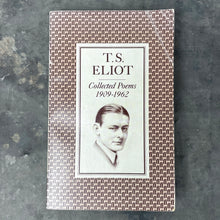 T.S.
ELIOT
Collected Poems
1909-1962